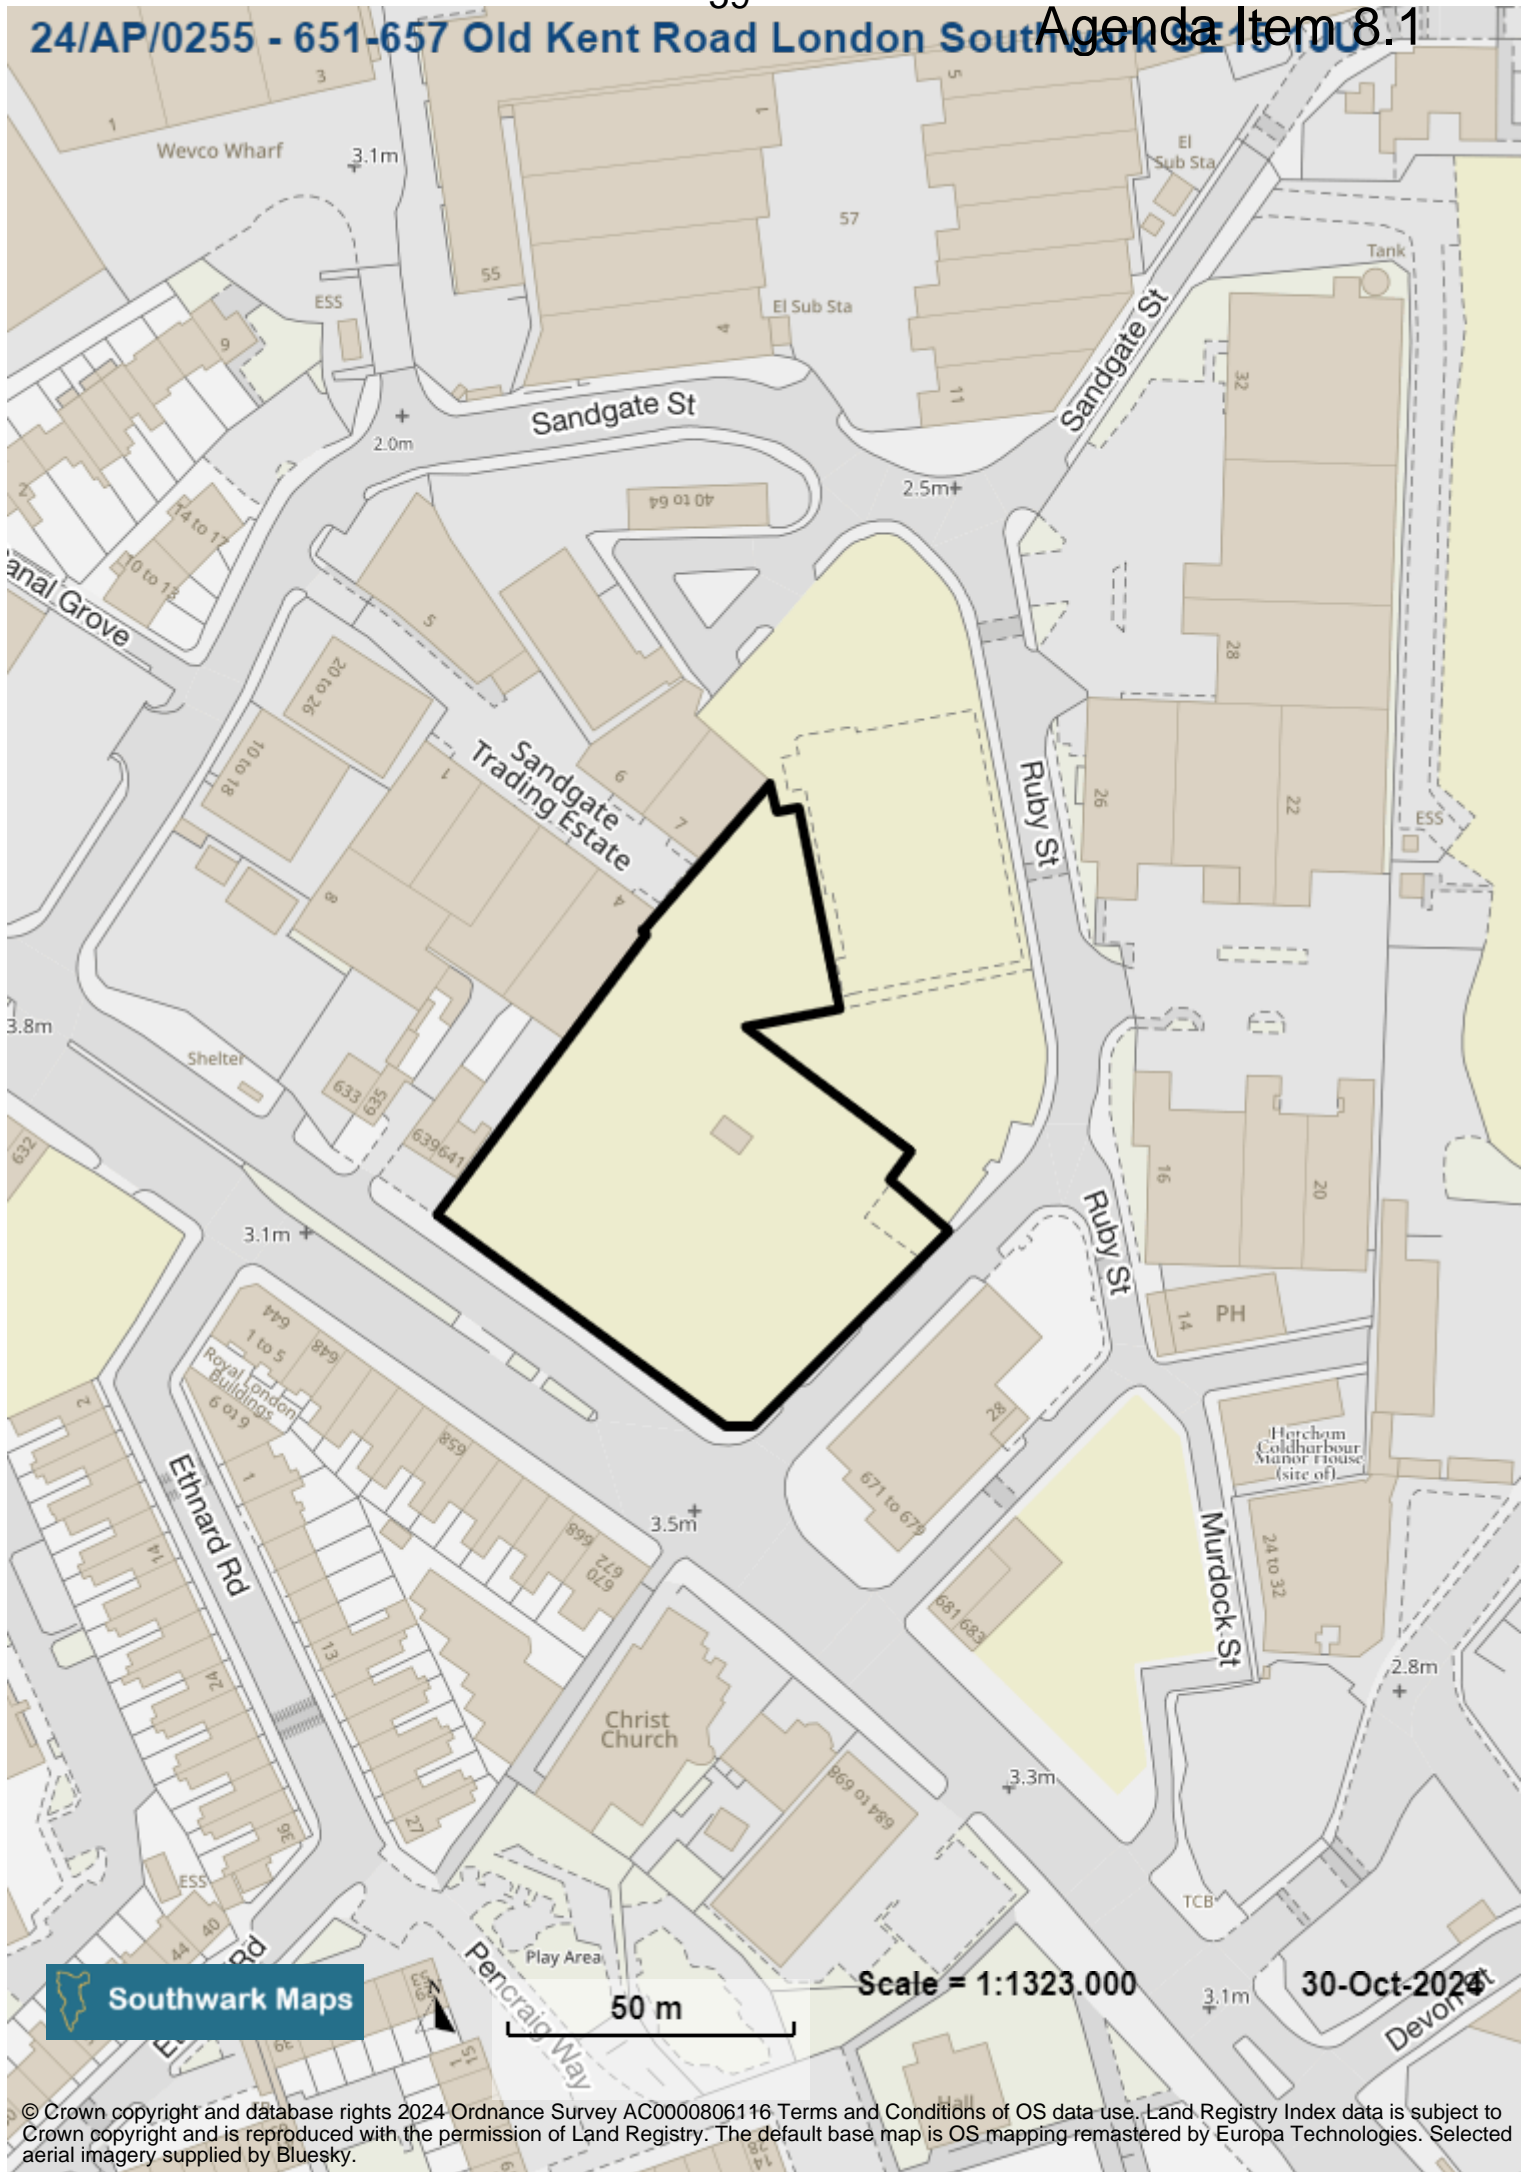 Agenda Item 8.1
24/AP/0255 - 651-657 Old Kent Road London Southwark SE15 1JU
1
3
Wevco Wharf
3.1m
55
1
57
5
El
Sub Sta
Tank
ESS
9
El Sub Sta
4
11
Sandgate St
Sandgate St
32
2.0m
2
14 to 17
10 to 13
2.5m
40 to 64
5
28
20 to 26
10 to 18
1
Sandgate
Trading Estate
6
7
Ruby St
26
22
ESS
8
4
3.8m
Shelter
633
635
639
641
632
16
20
3.1m
Ruby St
14
PH
644
1 to 5
648
Royal London
Buildings
6 to 9
2
658
28
Hatcham
Coldharbour
Manor House
(site of)
1
Ethnard Rd
671 to 679
14
3.5m
668
672
670
Murdock St
24 to 32
681
683
13
24
2.8m
Christ
Church
684 to 698
3.3m
27
36
ESS
TCB
40
44
Play Area
Pencraig Way
Southwark Maps
50 m
Scale = 1:1323.000
3.1m
30-Oct-2024
Devon St
15
Hall
© Crown copyright and database rights 2024 Ordnance Survey AC0000806116 Terms and Conditions of OS data use. Land Registry Index data is subject to
Crown copyright and is reproduced with the permission of Land Registry. The default base map is OS mapping remastered by Europa Technologies. Selected
aerial imagery supplied by Bluesky.